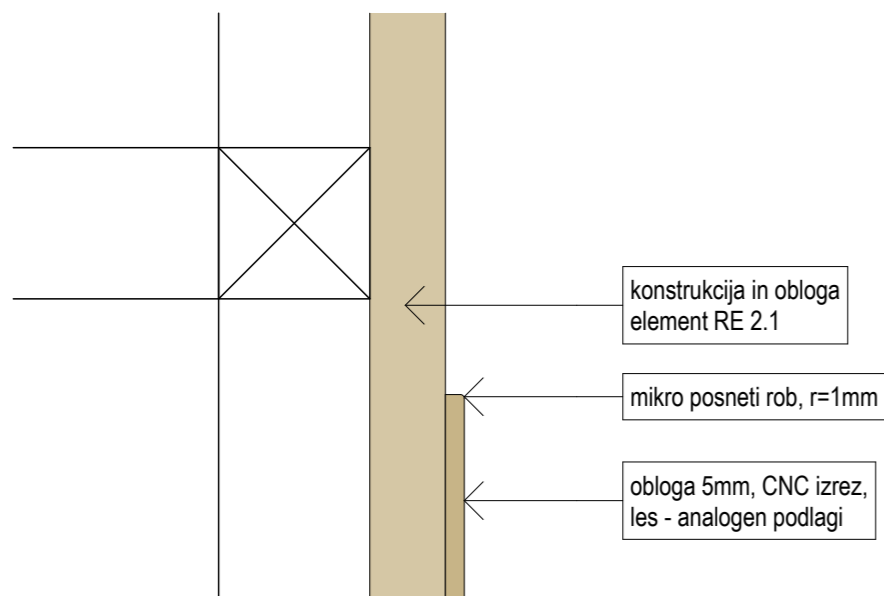 konstrukcija in obloga
element RE 2.1
mikro posneti rob, r=1mm
obloga 5mm, CNC izrez,
les - analogen podlagi